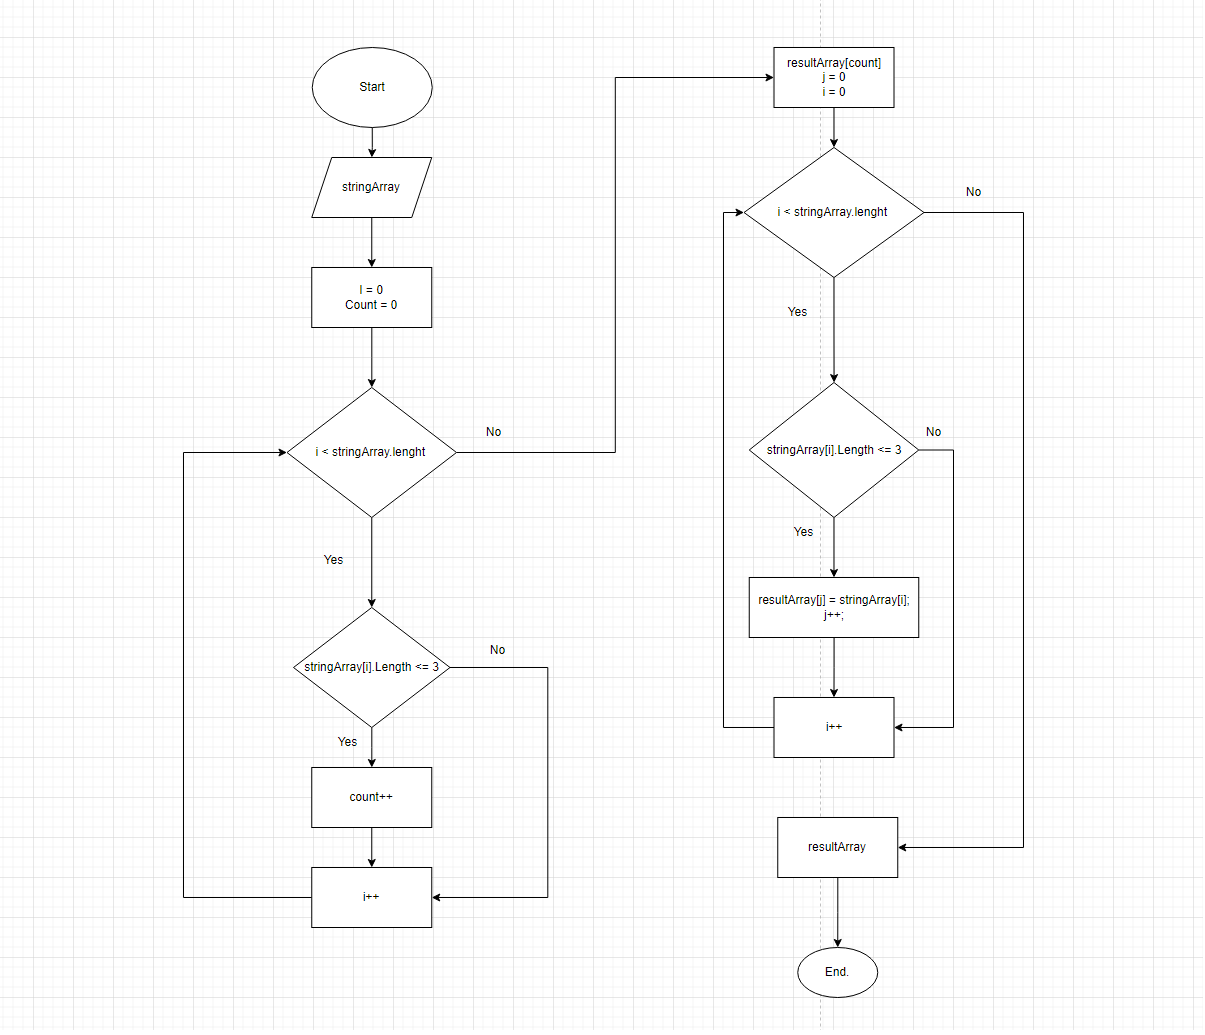 Start
stringArray
I = 0
Count = 0
i < stringArray.lenght
No
Yes
stringArray[i].Length <= 3
No
Yes
count++
i++
resultArray[count]
j = 0
i = 0
i < stringArray.lenght
No
Yes
stringArray[i].Length <= 3
No
Yes
resultArray[j] = stringArray[i];
j++;
i++
resultArray
End.